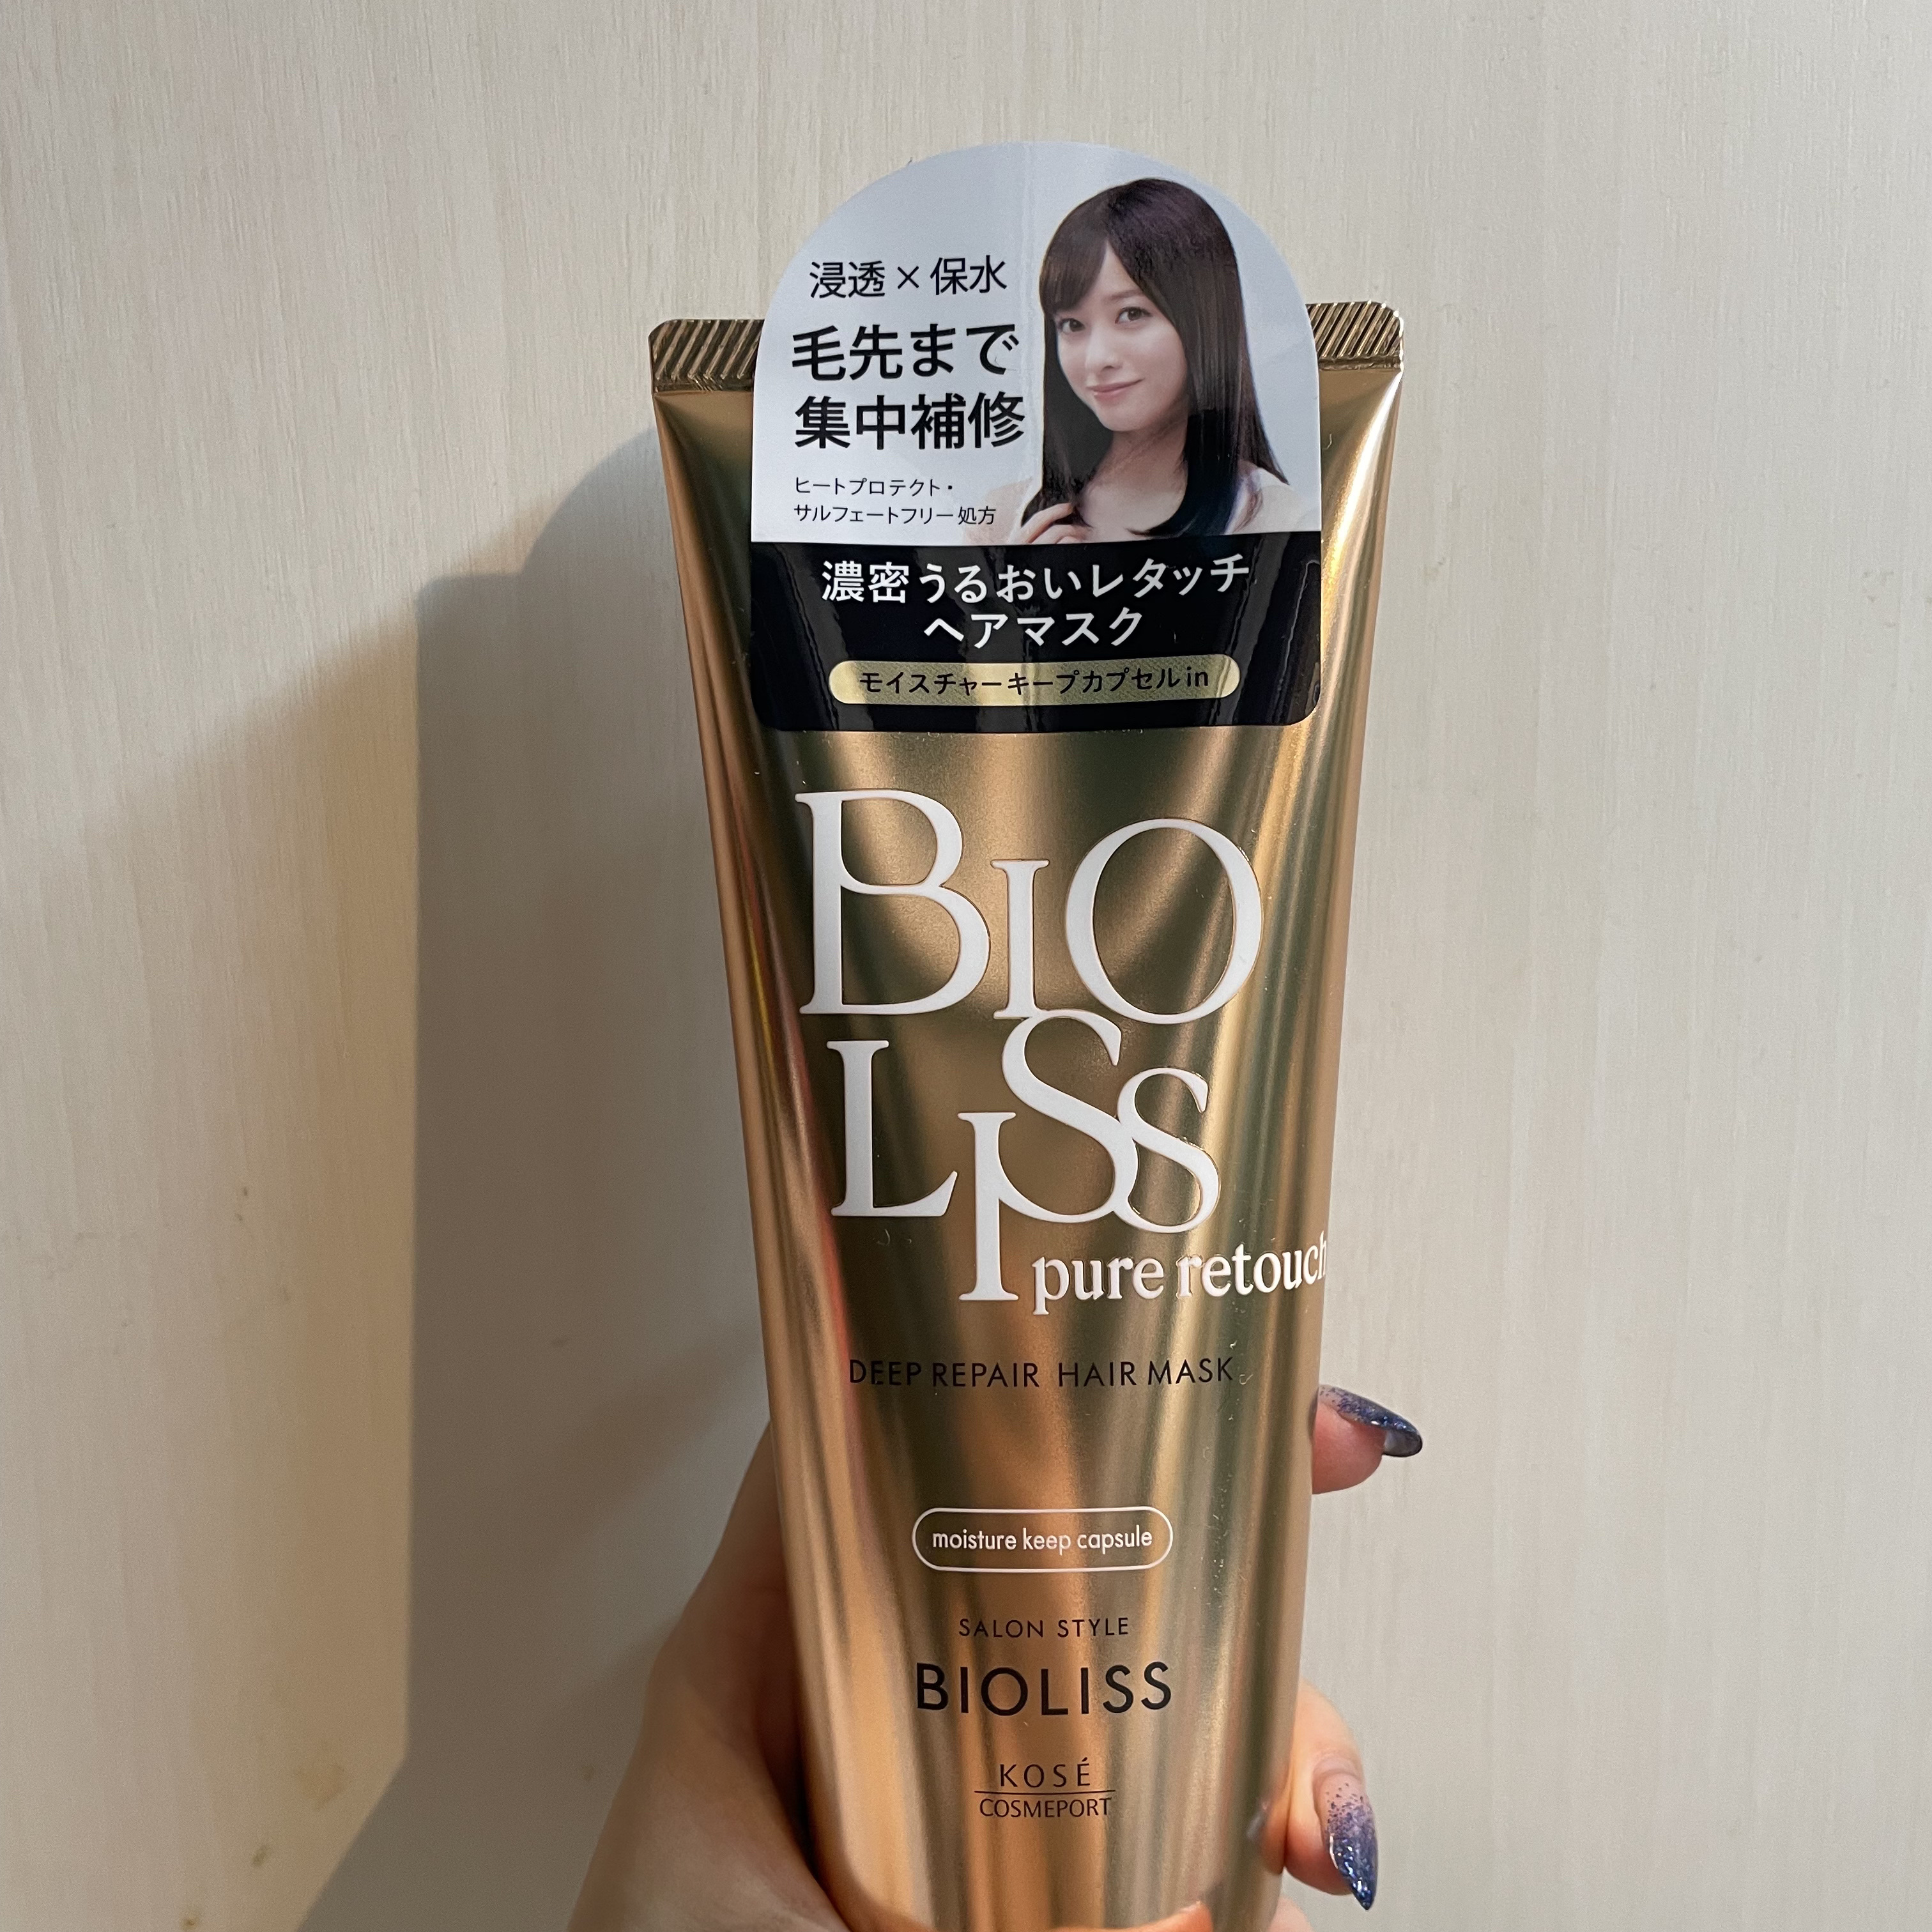 浸透×保水
毛先まで
集中補修
ヒートプロテクト・
サルフェートフリー処方
濃密うるおいレタッチ
ヘアマスク
モイスチャーキープカプセルin
BIO
LISS
pure retouch
DEEP REPAIR HAIR MASK
moisture keep capsule
SALON STYLE
BIOLISS
KOSÉ
COSMEPORT